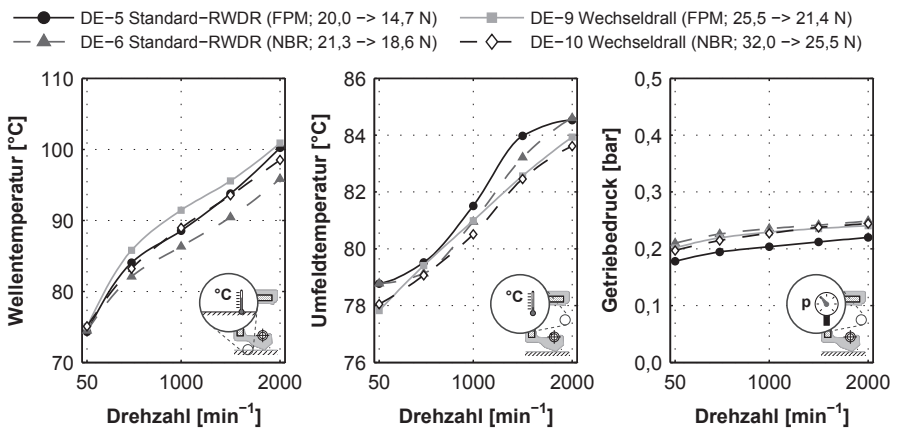 DE−5 Standard−RWDR (FPM; 20,0 −> 14,7 N)
DE−9 Wechseldrall (FPM; 25,5 −> 21,4 N)
DE−6 Standard−RWDR (NBR; 21,3 −> 18,6 N)
DE−10 Wechseldrall (NBR; 32,0 −> 25,5 N)
Wellentemperatur [°C]
110
100
90
80
70
50
1000
2000
Drehzahl [min⁻¹]
°C
Umfeldtemperatur [°C]
86
84
82
80
78
76
50
1000
2000
Drehzahl [min⁻¹]
°C
Getriebedruck [bar]
0,5
0,4
0,3
0,2
0,1
0,0
50
1000
2000
Drehzahl [min⁻¹]
p